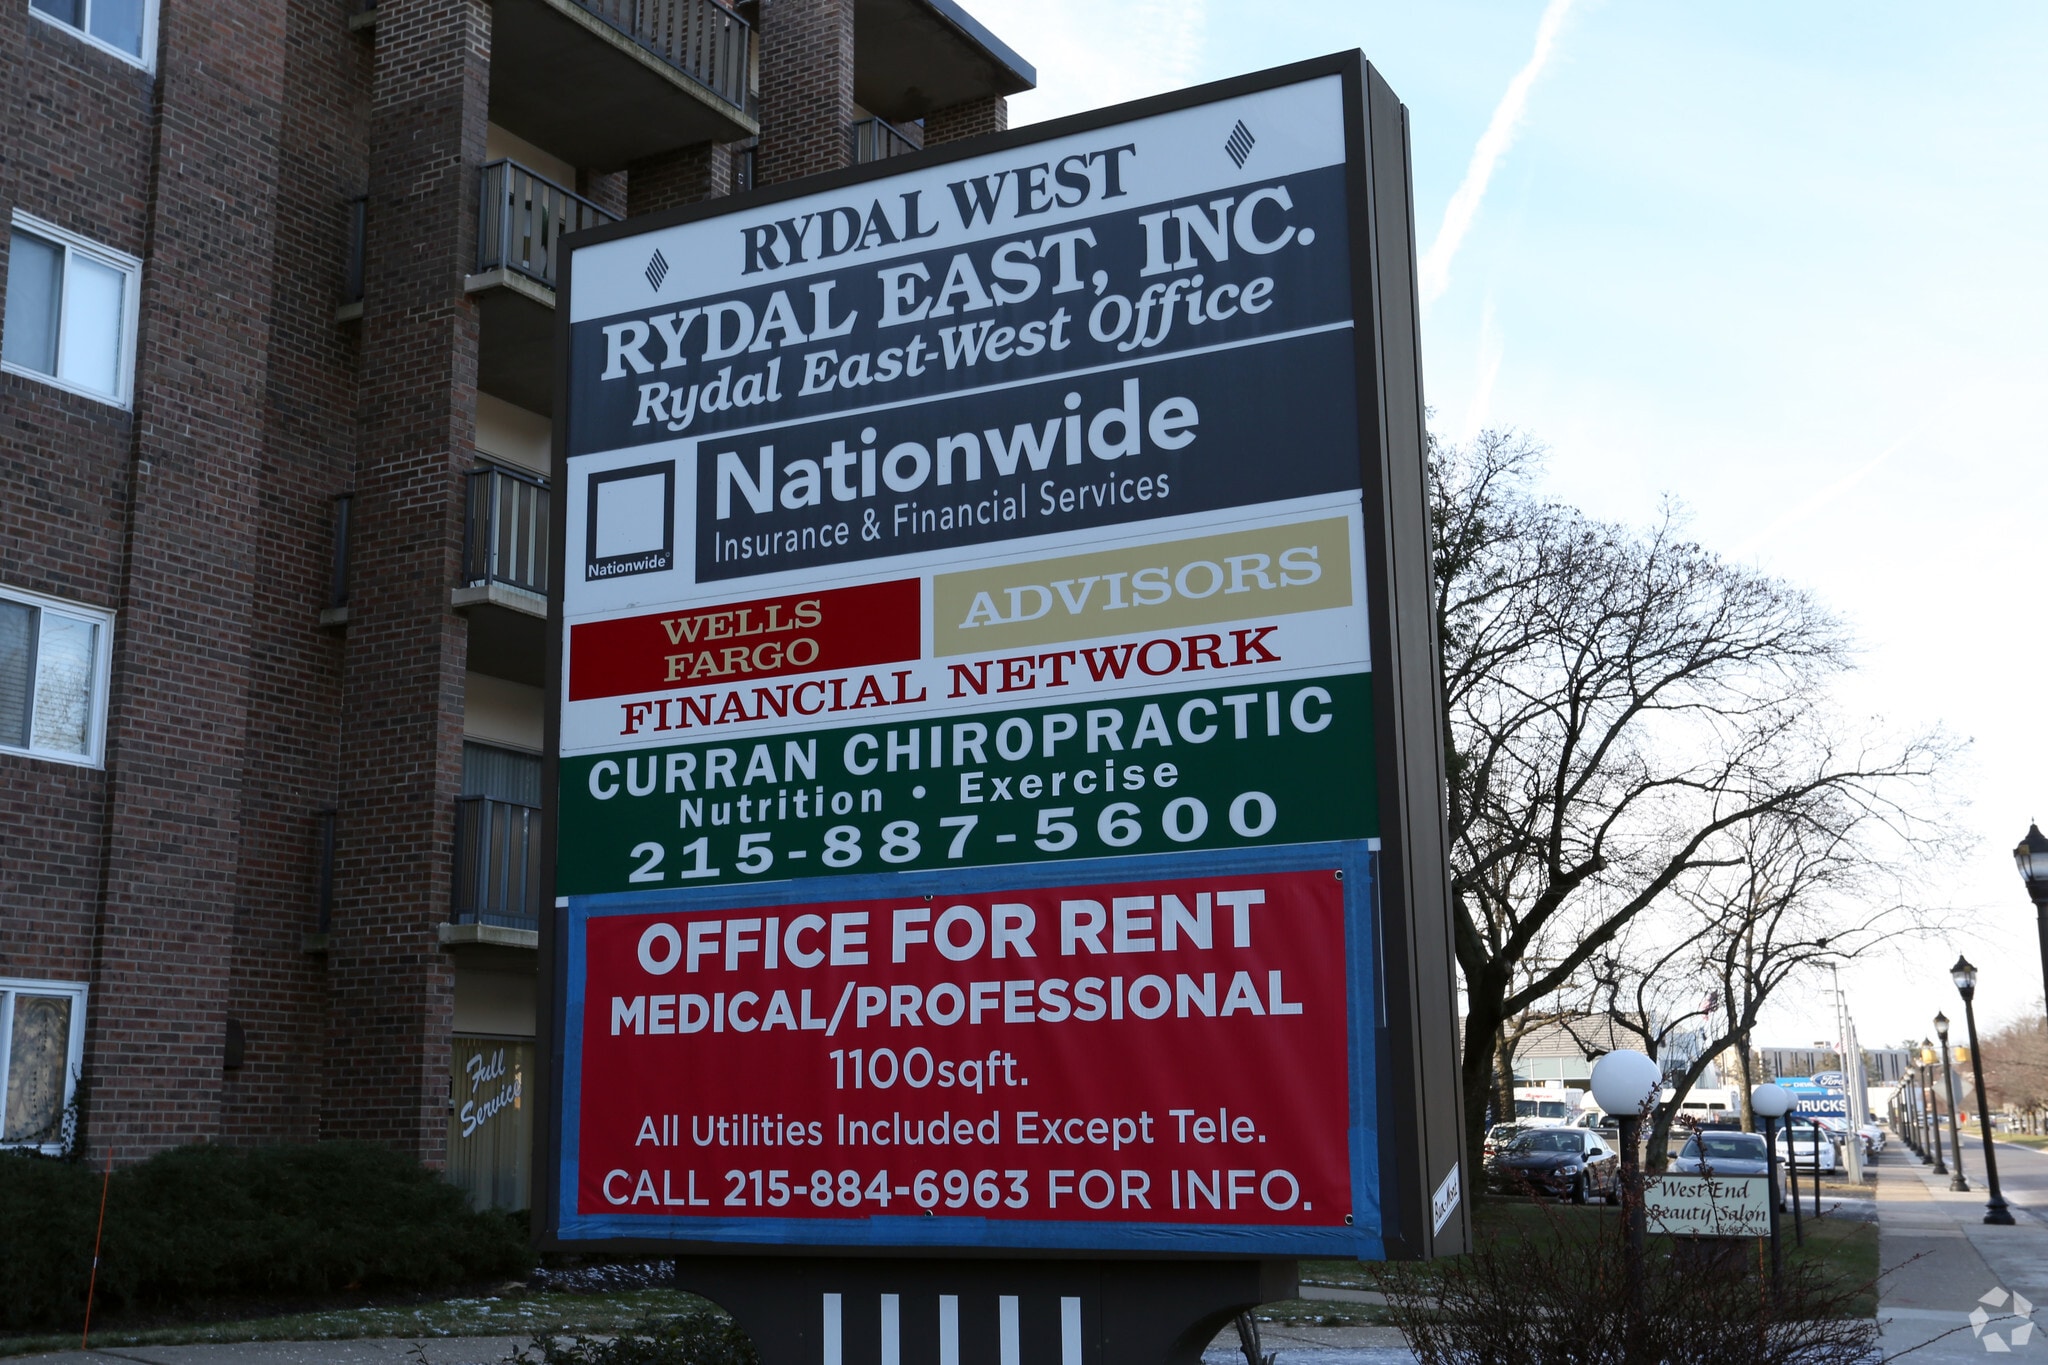 RYDAL WEST
RYDAL EAST, INC.
Rydal East-West Office
Nationwide
Insurance & Financial Services
Nationwide
WELLS
FARGO
ADVISORS
FINANCIAL NETWORK
CURRAN CHIROPRACTIC
Nutrition • Exercise
215-887-5600
OFFICE FOR RENT
MEDICAL/PROFESSIONAL
1100sqft.
All Utilities Included Except Tele.
CALL 215-884-6963 FOR INFO.
Full
Service
West End
Beauty Salon
Ford
TRUCKS